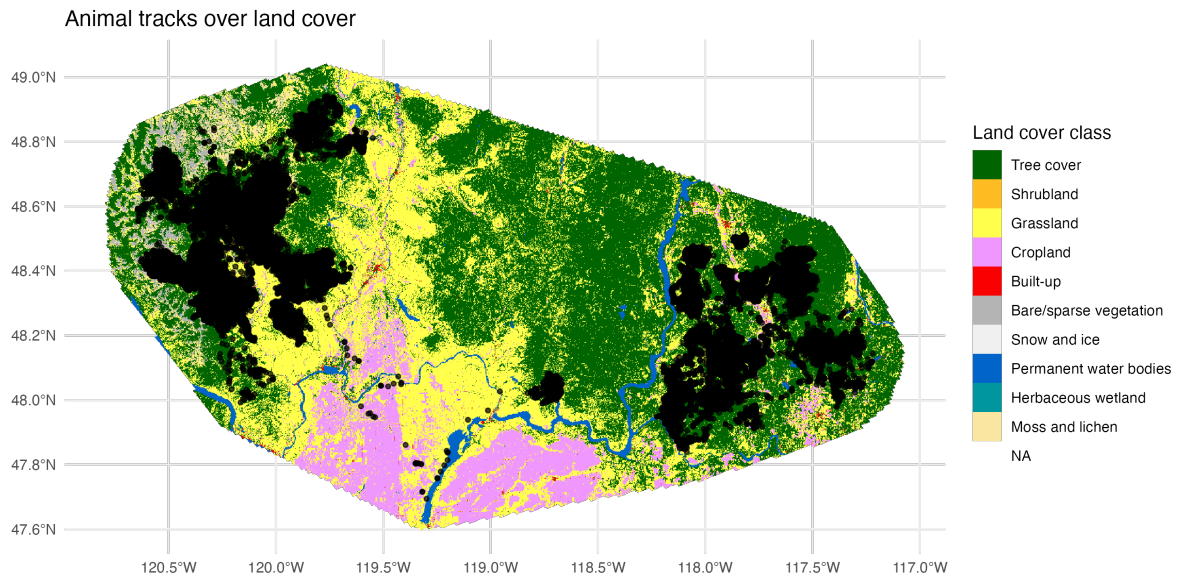 Animal tracks over land cover
49.0°N
48.8°N
48.6°N
48.4°N
48.2°N
48.0°N
47.8°N
47.6°N
120.5°W
120.0°W
119.5°W
119.0°W
118.5°W
118.0°W
117.5°W
117.0°W
Land cover class
Tree cover
Shrubland
Grassland
Cropland
Built-up
Bare/sparse vegetation
Snow and ice
Permanent water bodies
Herbaceous wetland
Moss and lichen
NA